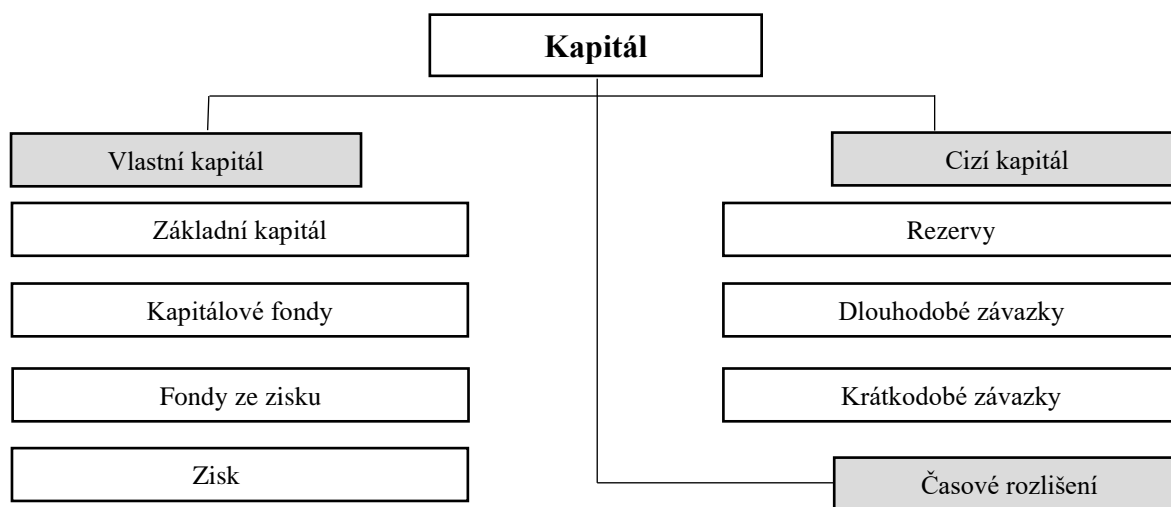 Kapitál
Vlastní kapitál
Základní kapitál
Kapitálové fondy
Fondy ze zisku
Zisk
Cizí kapitál
Rezervy
Dlouhodobé závazky
Krátkodobé závazky
Časové rozlišení